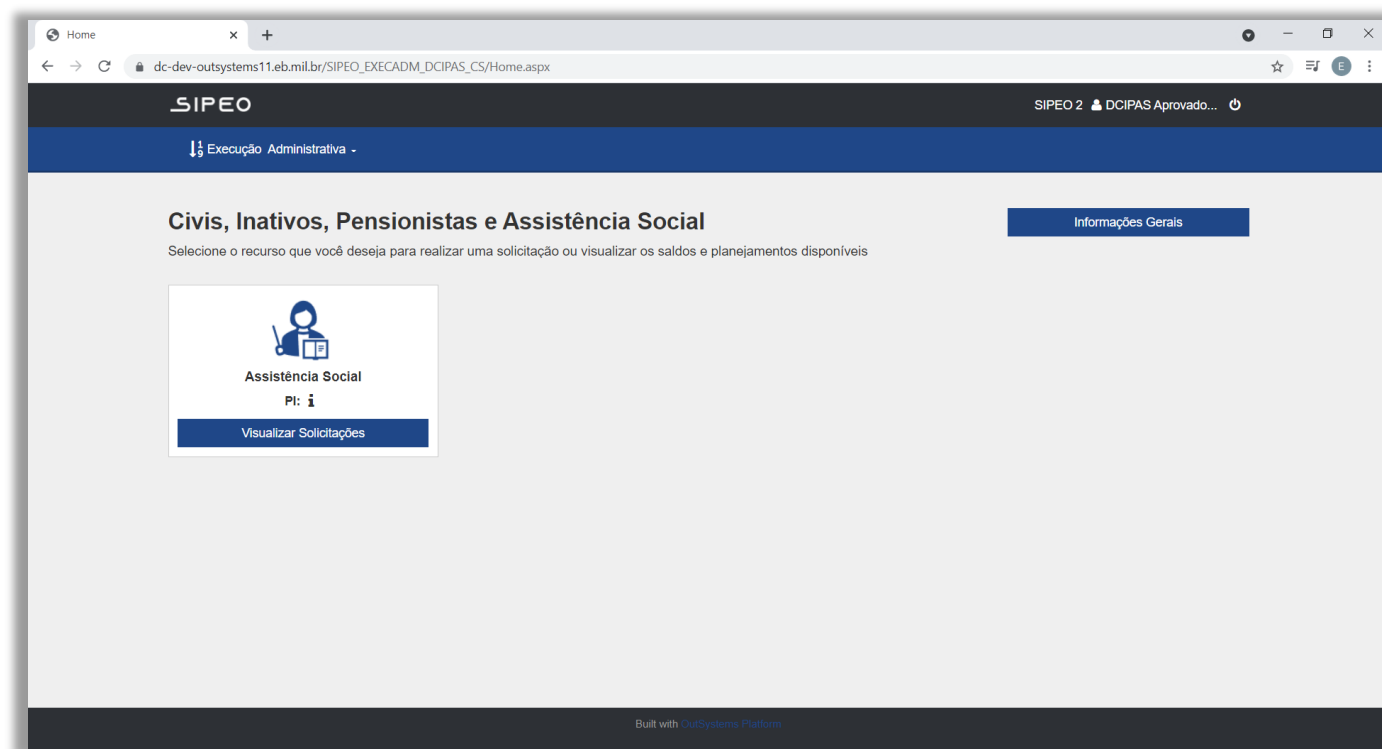 Home
dc-dev-outsystems11.eb.mil.br/SIPEO_EXECADM_DCIPAS_CS/Home.aspx
E
SIPEO
SIPEO 2 DCIPAS Aprovado...
Execução Administrativa
Civis, Inativos, Pensionistas e Assistência Social
Informações Gerais
Selecione o recurso que você deseja para realizar uma solicitação ou visualizar os saldos e planejamentos disponíveis
Assistência Social
PI: i
Visualizar Solicitações
Built with OutSystems Platform